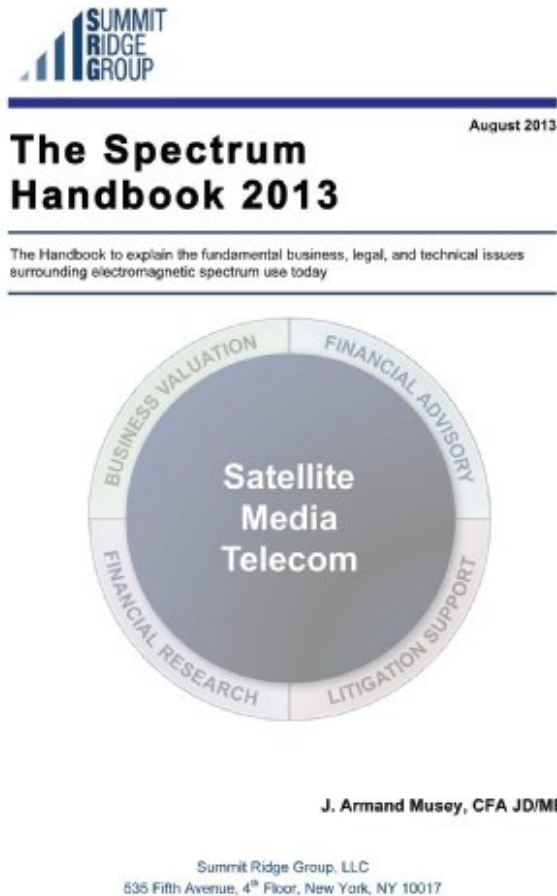 SUMMIT
RIDGE
GROUP
August 2013
The Spectrum
Handbook 2013
The Handbook to explain the fundamental business, legal, and technical issues
surrounding electromagnetic spectrum use today
BUSINESS VALUATION
FINANCIAL ADVISORY
Satellite
Media
Telecom
FINANCIAL RESEARCH
LITIGATION SUPPORT
J. Armand Musey, CFA JD/MB
Summit Ridge Group, LLC
535 Fifth Avenue, 4th Floor, New York, NY 10017